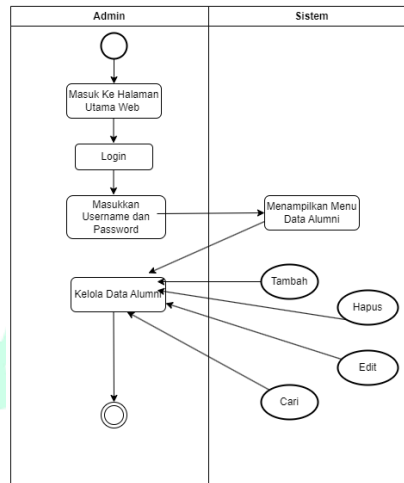 Admin
Sistem
Masuk Ke Halaman
Utama Web
Login
Masukkan
Username dan
Password
Menampilkan Menu
Data Alumni
Kelola Data Alumni
Tambah
Hapus
Edit
Cari